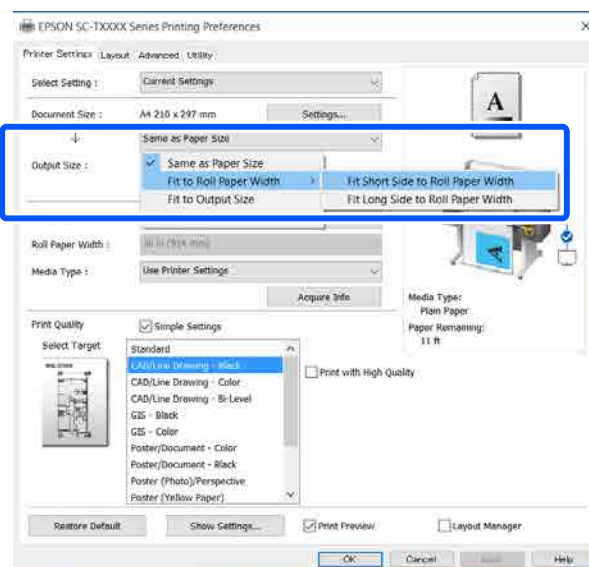 EPSON SC-TXXXX Series Printing Preferences
Printer Settings Layout Advanced Utility
Select Setting : Current Settings
Document Size : A4 210 x 297 mm Settings...
Same as Paper Size
Output Size : Same as Paper Size
Fit to Roll Paper Width Fit Short Side to Roll Paper Width
Fit to Output Size Fit Long Side to Roll Paper Width
A
Roll Paper Width : 36 in (914 mm)
Media Type : Use Printer Settings
Acquire Info
Media Type:
Plain Paper
Paper Remaining:
11 ft
Print Quality Simple Settings
Select Target
Standard
CAD/Line Drawing - Black
CAD/Line Drawing - Color
CAD/Line Drawing - Bi-Level
GIS - Black
GIS - Color
Poster/Document - Color
Poster/Document - Black
Poster (Photo)/Perspective
Poster (Yellow Paper)
Print with High Quality
Restore Default Show Settings... Print Preview Layout Manager
OK Cancel Help